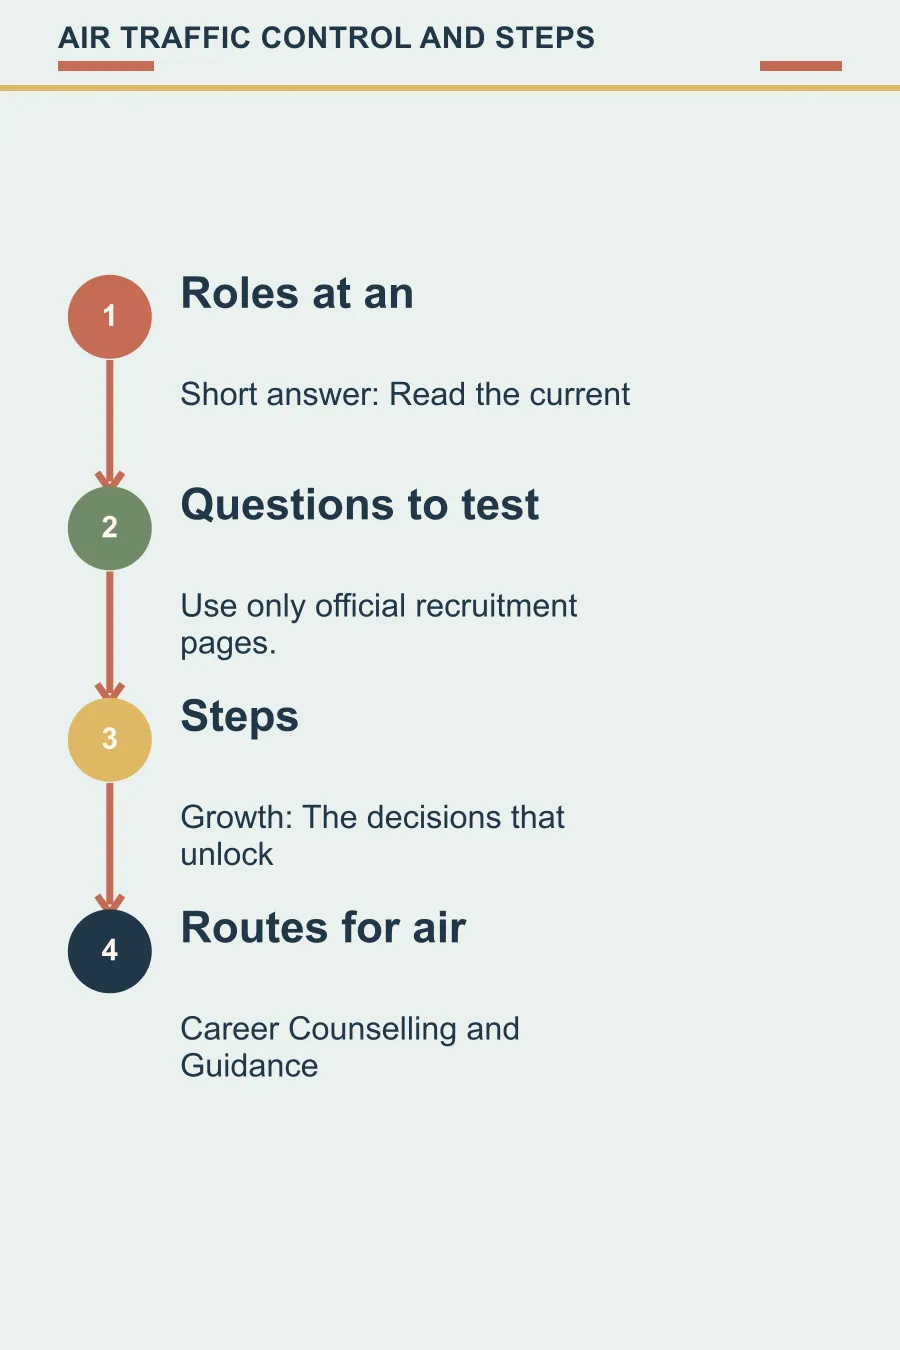 AIR TRAFFIC CONTROL AND STEPS
1
Roles at an
Short answer: Read the current
2
Questions to test
Use only official recruitment
pages.
3
Steps
Growth: The decisions that
unlock
4
Routes for air
Career Counselling and
Guidance